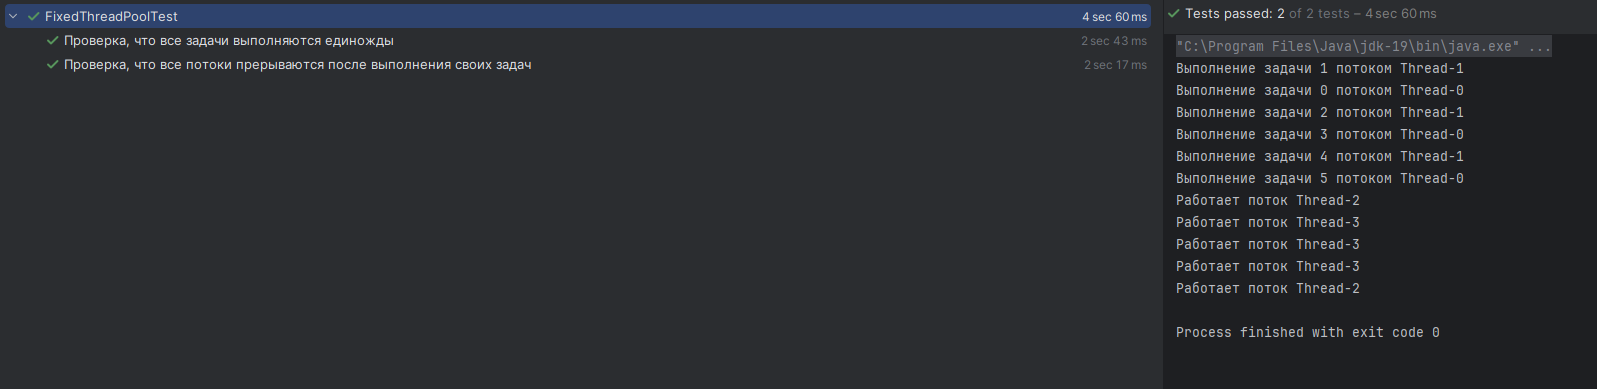 FixedThreadPoolTest 4 sec 60 ms
Проверка, что все задачи выполняются единожды 2 sec 43 ms
Проверка, что все потоки прерываются после выполнения своих задач 2 sec 17 ms
Tests passed: 2 of 2 tests – 4 sec 60 ms
"C:\Program Files\Java\jdk-19\bin\java.exe" ...
Выполнение задачи 1 потоком Thread-1
Выполнение задачи 0 потоком Thread-0
Выполнение задачи 2 потоком Thread-1
Выполнение задачи 3 потоком Thread-0
Выполнение задачи 4 потоком Thread-1
Выполнение задачи 5 потоком Thread-0
Работает поток Thread-2
Работает поток Thread-3
Работает поток Thread-3
Работает поток Thread-3
Работает поток Thread-2
Process finished with exit code 0